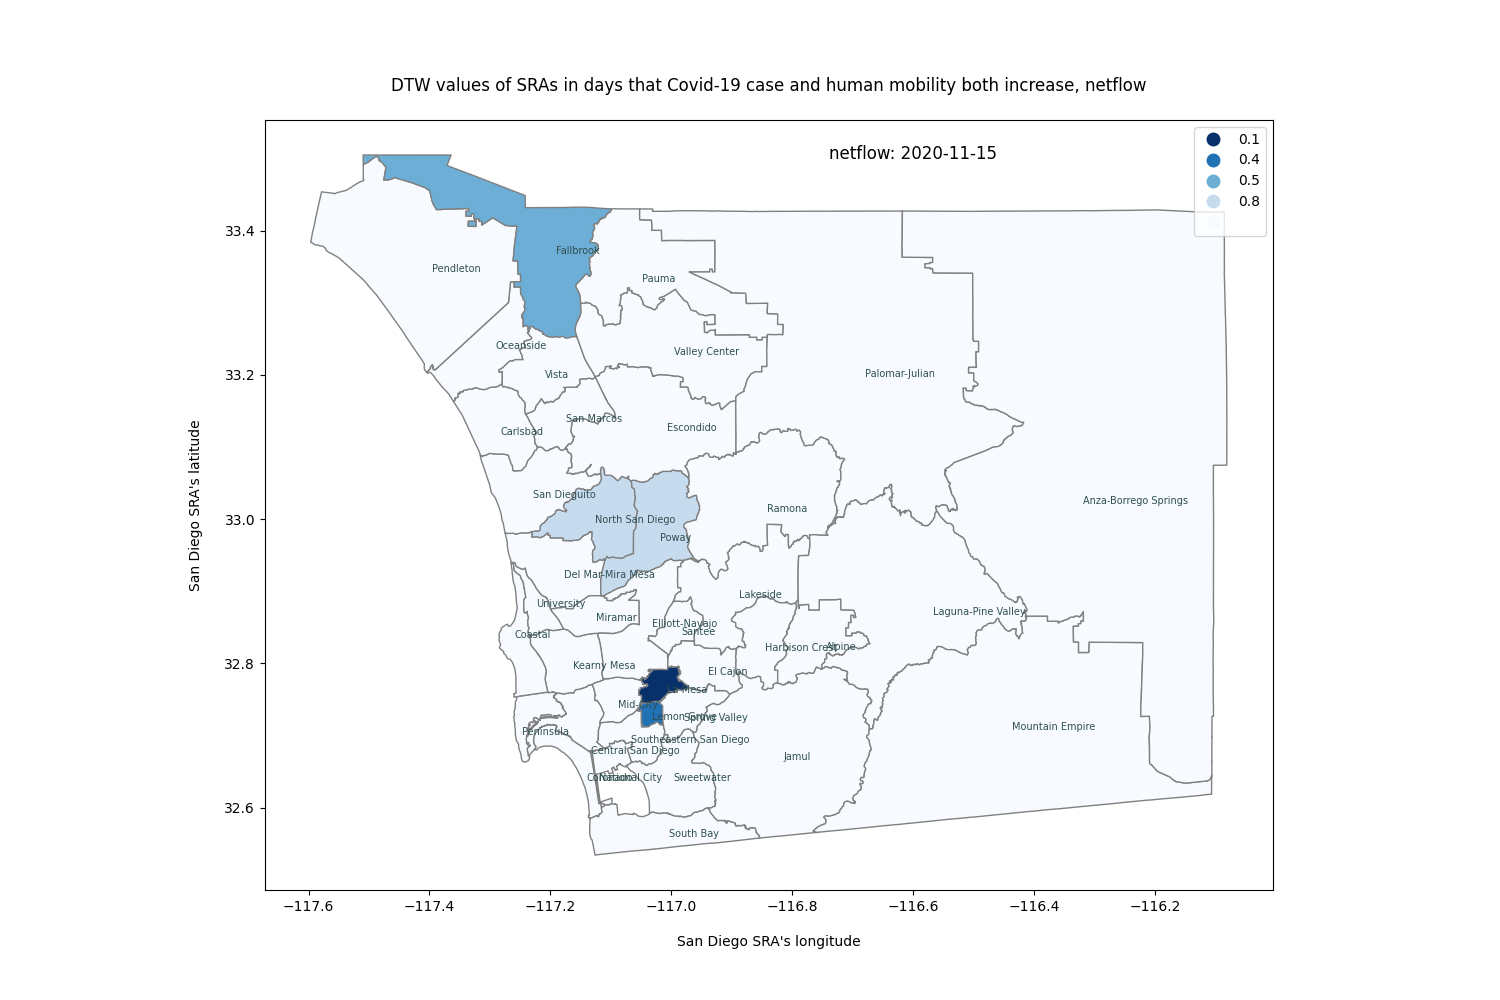 DTW values of SRAs in days that Covid-19 case and human mobility both increase, netflow
netflow: 2020-11-15
0.1
0.4
0.5
0.8
San Diego SRA's latitude
33.4
33.2
33.0
32.8
32.6
Fallbrook
Pendleton
Pauma
Oceanside
Valley Center
Vista
Palomar-Julian
San Marcos
Escondido
Carlsbad
San Dieguito
Anza-Borrego Springs
Ramona
North San Diego
Poway
Del Mar-Mira Mesa
Lakeside
University
Laguna-Pine Valley
Miramar
Elliott-Navajo
Santee
Coastal
Harbison Crest
Alpine
Kearny Mesa
El Cajon
La Mesa
Mid-City
Lemon Grove
Spring Valley
Mountain Empire
Peninsula
Southeastern San Diego
Central San Diego
Jamul
Coronado
National City
Sweetwater
South Bay
−117.6
−117.4
−117.2
−117.0
−116.8
−116.6
−116.4
−116.2
San Diego SRA's longitude